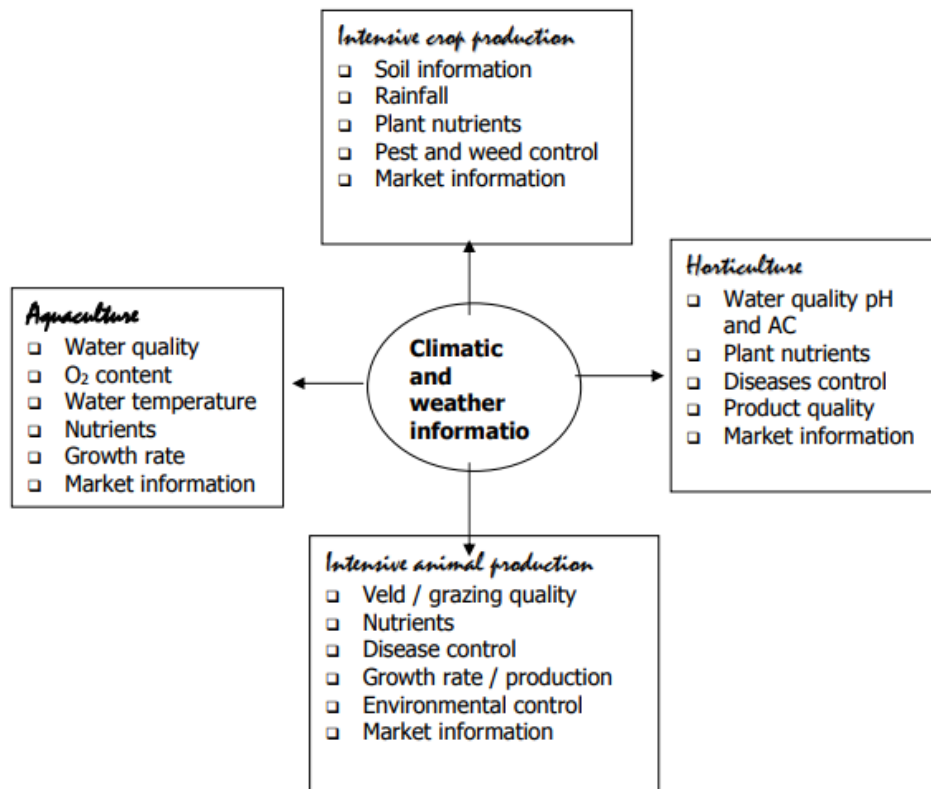 Intensive crop production
❑ Soil information
❑ Rainfall
❑ Plant nutrients
❑ Pest and weed control
❑ Market information
Horticulture
❑ Water quality pH
and AC
❑ Plant nutrients
❑ Diseases control
❑ Product quality
❑ Market information
Aquaculture
❑ Water quality
❑ O₂ content
❑ Water temperature
❑ Nutrients
❑ Growth rate
❑ Market information
Climatic
and
weather
informatio
Intensive animal production
❑ Veld / grazing quality
❑ Nutrients
❑ Disease control
❑ Growth rate / production
❑ Environmental control
❑ Market information